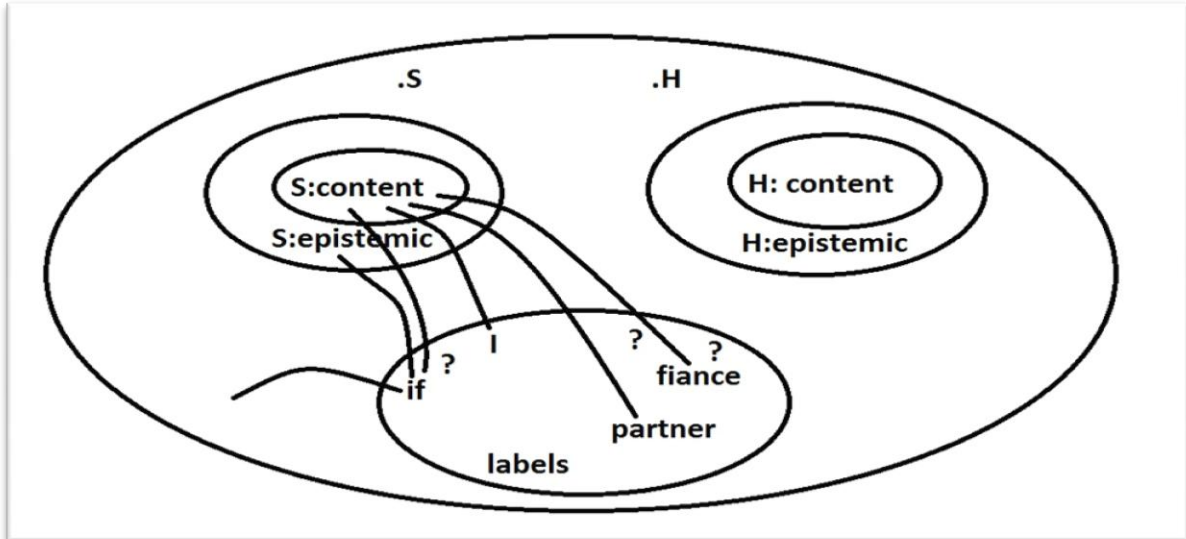 .S
.H
S:content
H: content
S:epistemic
H:epistemic
?
I
?
?
if
fiance
partner
labels